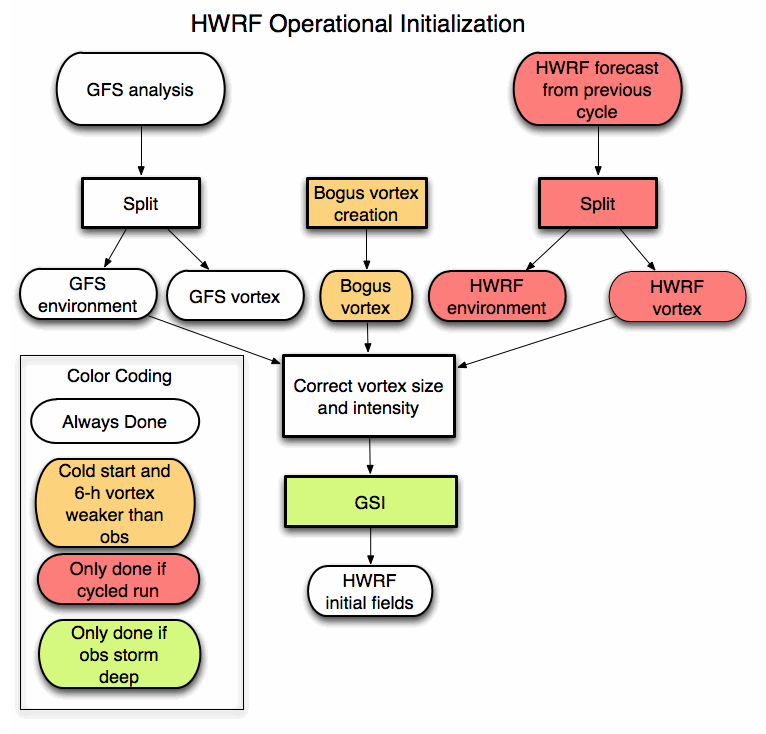 HWRF Operational Initialization
GFS analysis
HWRF forecast
from previous
cycle
Split
Bogus vortex
creation
Split
GFS
environment
GFS vortex
Bogus
vortex
HWRF
environment
HWRF
vortex
Correct vortex size
and intensity
GSI
HWRF
initial fields
Color Coding
Always Done
Cold start and
6-h vortex
weaker than
obs
Only done if
cycled run
Only done if
obs storm
deep